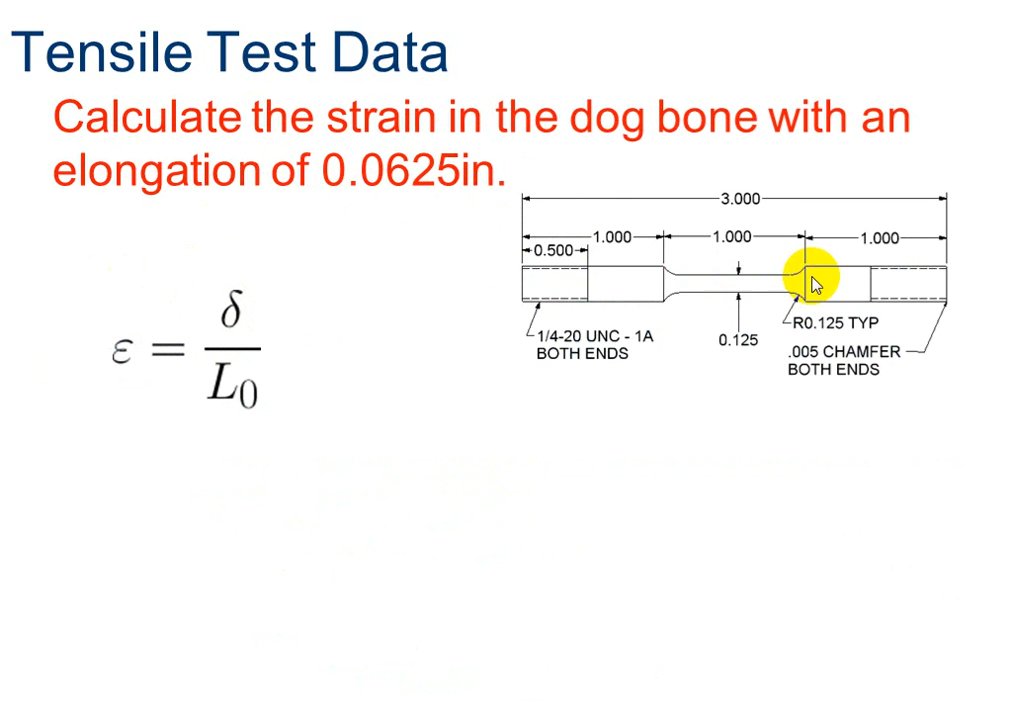 Tensile Test Data
Calculate the strain in the dog bone with an
elongation of 0.0625in.
3.000
1.000 1.000 1.000
0.500
ε = δ / L₀
1/4-20 UNC - 1A
BOTH ENDS
0.125
R0.125 TYP
.005 CHAMFER
BOTH ENDS